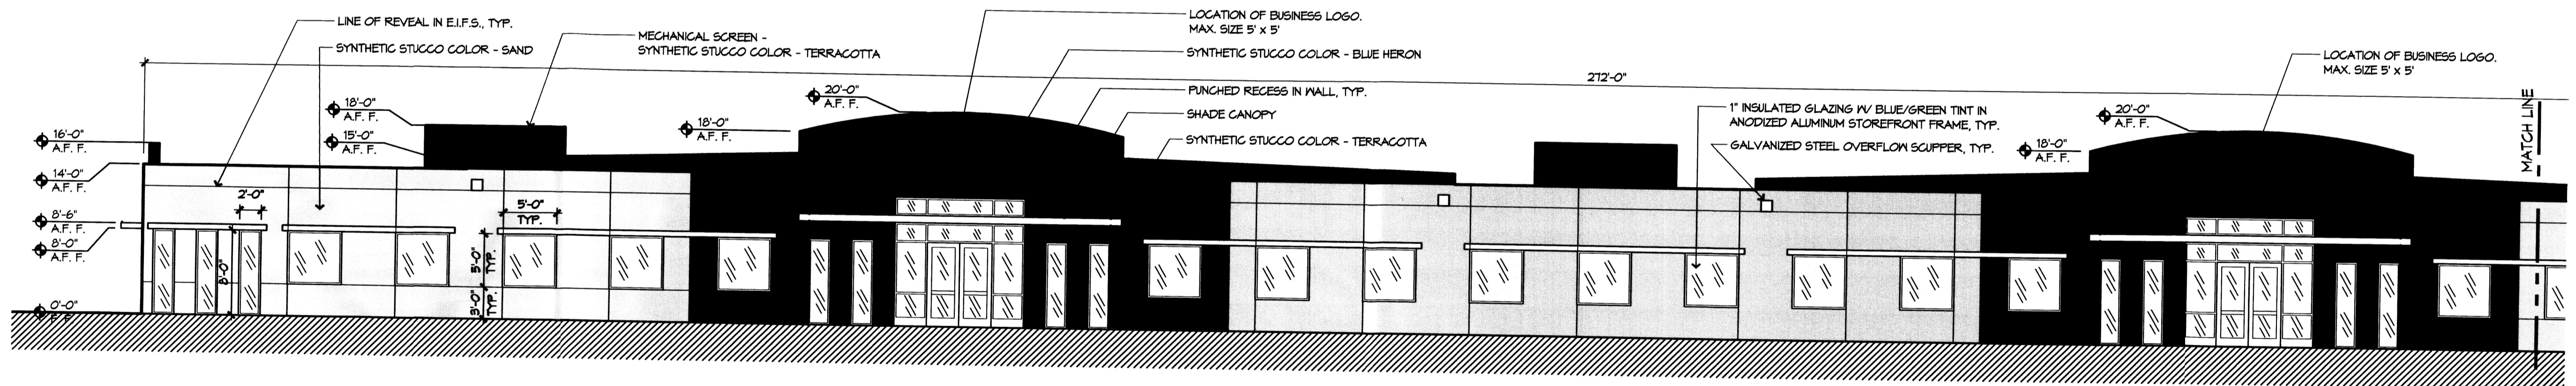 LINE OF REVEAL IN E.I.F.S., TYP.
SYNTHETIC STUCCO COLOR - SAND
MECHANICAL SCREEN -
SYNTHETIC STUCCO COLOR - TERRACOTTA
LOCATION OF BUSINESS LOGO.
MAX. SIZE 5' x 5'
SYNTHETIC STUCCO COLOR - BLUE HERON
PUNCHED RECESS IN WALL, TYP.
SHADE CANOPY
SYNTHETIC STUCCO COLOR - TERRACOTTA
272'-0"
1" INSULATED GLAZING W/ BLUE/GREEN TINT IN
ANODIZED ALUMINUM STOREFRONT FRAME, TYP.
GALVANIZED STEEL OVERFLOW SCUPPER, TYP.
LOCATION OF BUSINESS LOGO.
MAX. SIZE 5' x 5'
MATCH LINE
16'-0"
A.F. F.
14'-0"
A.F. F.
8'-6"
A.F. F.
8'-0"
A.F. F.
0'-0"
F.F.
18'-0"
A.F. F.
15'-0"
A.F. F.
18'-0"
A.F. F.
20'-0"
A.F. F.
20'-0"
A.F. F.
18'-0"
A.F. F.
2'-0"
8'-0"
5'-0"
TYP.
5'-0"
TYP.
3'-0"
TYP.